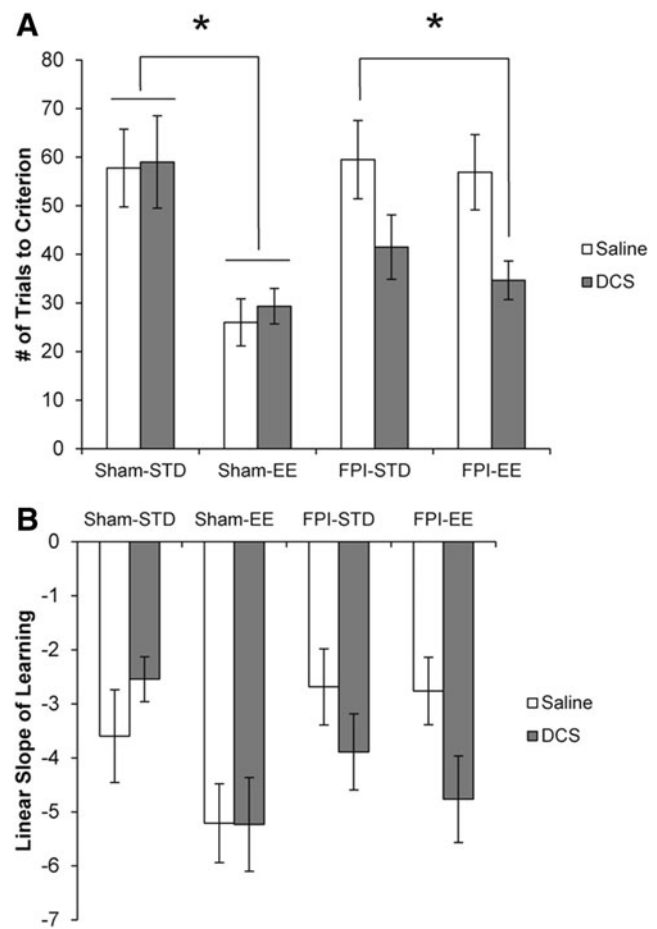 A
*
*
80
70
60
50
40
30
20
10
0
# of Trials to Criterion
Sham-STD Sham-EE FPI-STD FPI-EE
Saline
DCS
B
Sham-STD Sham-EE FPI-STD FPI-EE
0
-1
-2
-3
-4
-5
-6
-7
Linear Slope of Learning
Saline
DCS